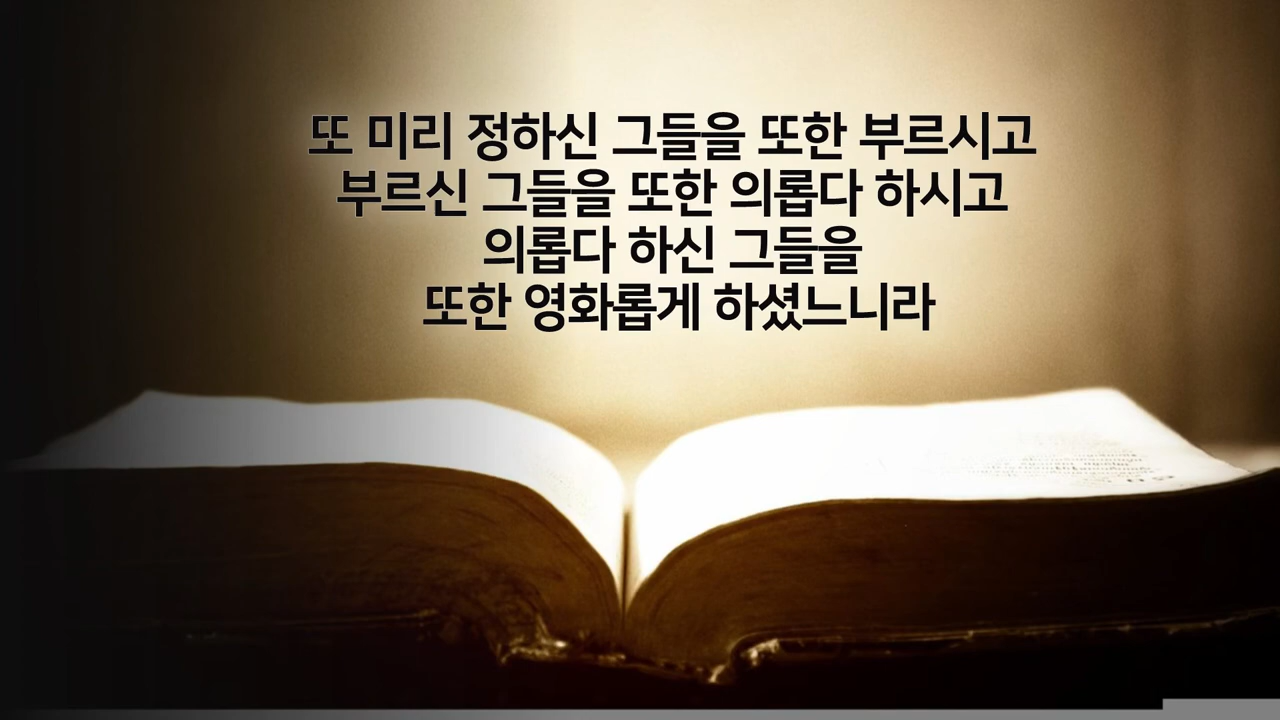 또 미리 정하신 그들을 또한 부르시고
부르신 그들을 또한 의롭다 하시고
의롭다 하신 그들을
또한 영화롭게 하셨느니라